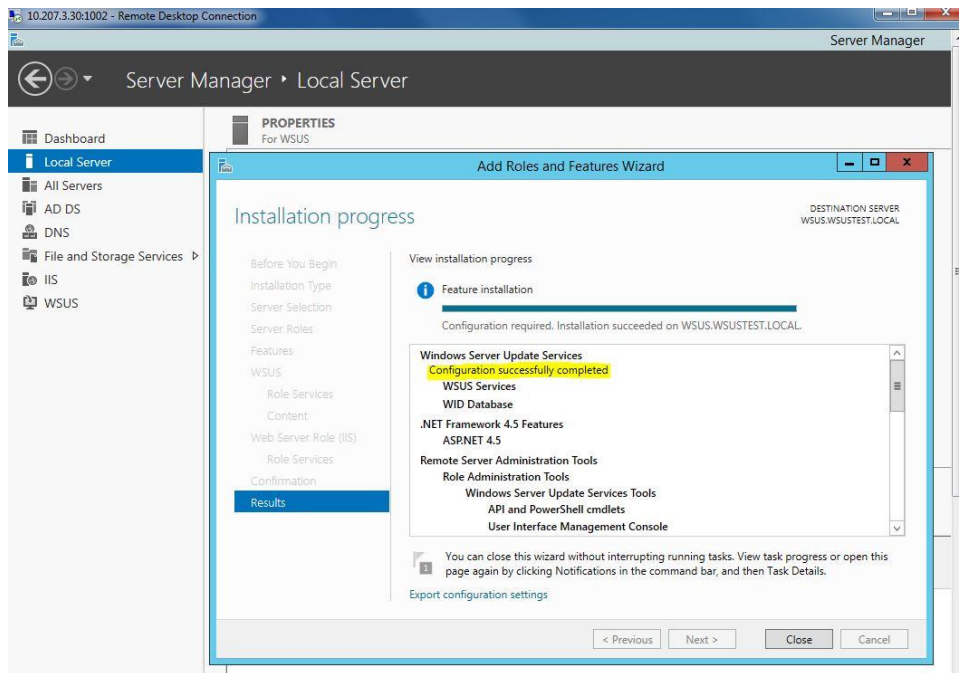 10.207.3.30:1002 - Remote Desktop Connection
Server Manager
Server Manager • Local Server
Dashboard
Local Server
All Servers
AD DS
DNS
File and Storage Services
IIS
WSUS
PROPERTIES
For WSUS
Add Roles and Features Wizard
Installation progress
DESTINATION SERVER
WSUS.WSUSTEST.LOCAL
Before You Begin
Installation Type
Server Selection
Server Roles
Features
WSUS
Role Services
Content
Web Server Role (IIS)
Role Services
Confirmation
Results
View installation progress
Feature installation
Configuration required. Installation succeeded on WSUS.WSUSTEST.LOCAL.
Windows Server Update Services
Configuration successfully completed
WSUS Services
WID Database
.NET Framework 4.5 Features
ASP.NET 4.5
Remote Server Administration Tools
Role Administration Tools
Windows Server Update Services Tools
API and PowerShell cmdlets
User Interface Management Console
1
You can close this wizard without interrupting running tasks. View task progress or open this
page again by clicking Notifications in the command bar, and then Task Details.
Export configuration settings
< Previous
Next >
Close
Cancel